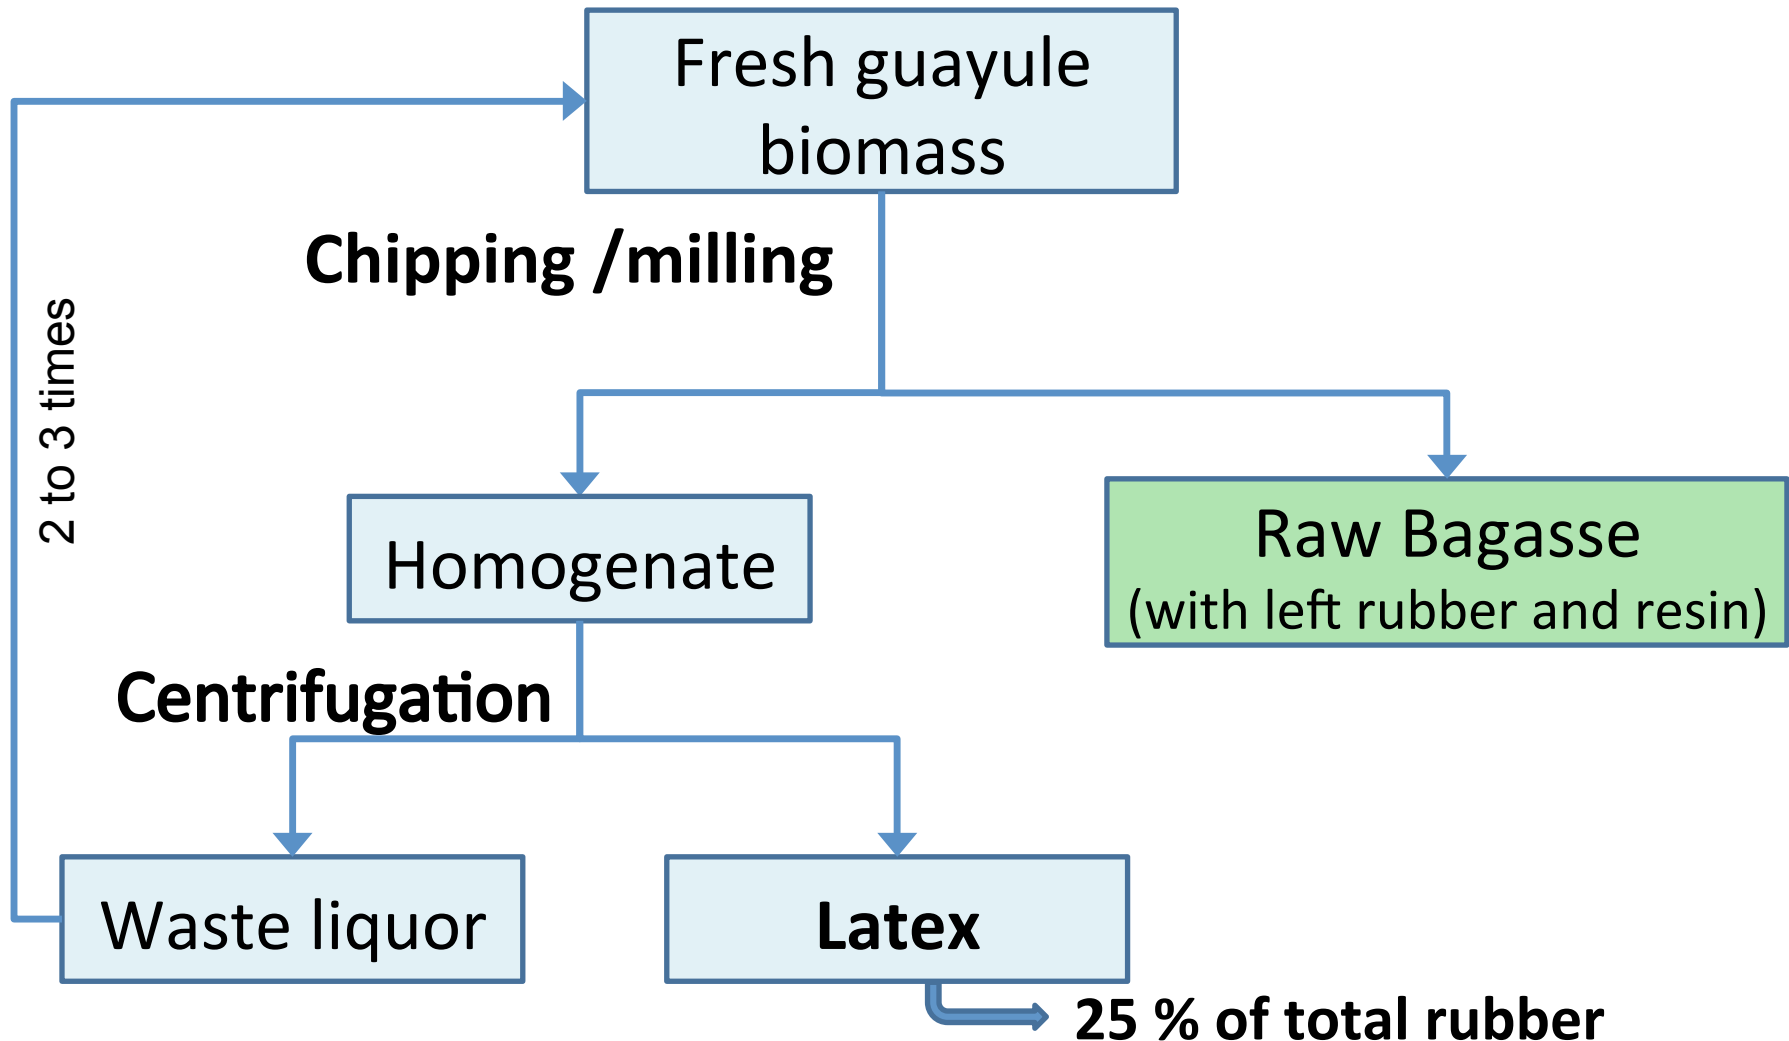 Fresh guayule
biomass
Chipping /milling
2 to 3 times
Homogenate
Raw Bagasse
(with left rubber and resin)
Centrifugation
Waste liquor
Latex
25 % of total rubber